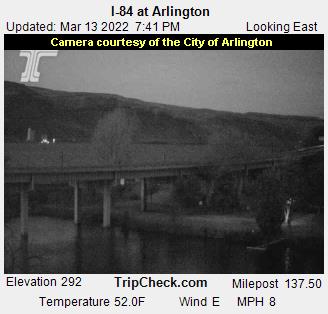 I-84 at Arlington
Updated: Mar 13 2022 7:41 PM Looking East
Camera courtesy of the City of Arlington
Elevation 292 TripCheck.com Milepost 137.50
Temperature 52.0F Wind E MPH 8